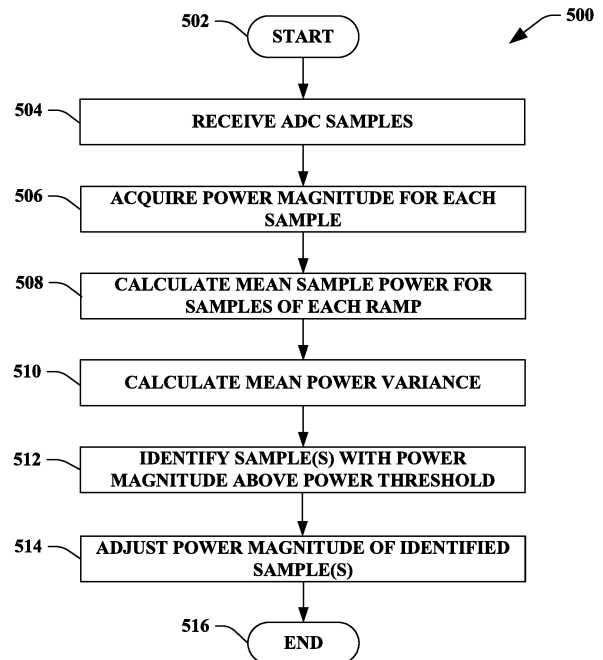 500
502
START
504
RECEIVE ADC SAMPLES
506
ACQUIRE POWER MAGNITUDE FOR EACH
SAMPLE
508
CALCULATE MEAN SAMPLE POWER FOR
SAMPLES OF EACH RAMP
510
CALCULATE MEAN POWER VARIANCE
512
IDENTIFY SAMPLE(S) WITH POWER
MAGNITUDE ABOVE POWER THRESHOLD
514
ADJUST POWER MAGNITUDE OF IDENTIFIED
SAMPLE(S)
516
END